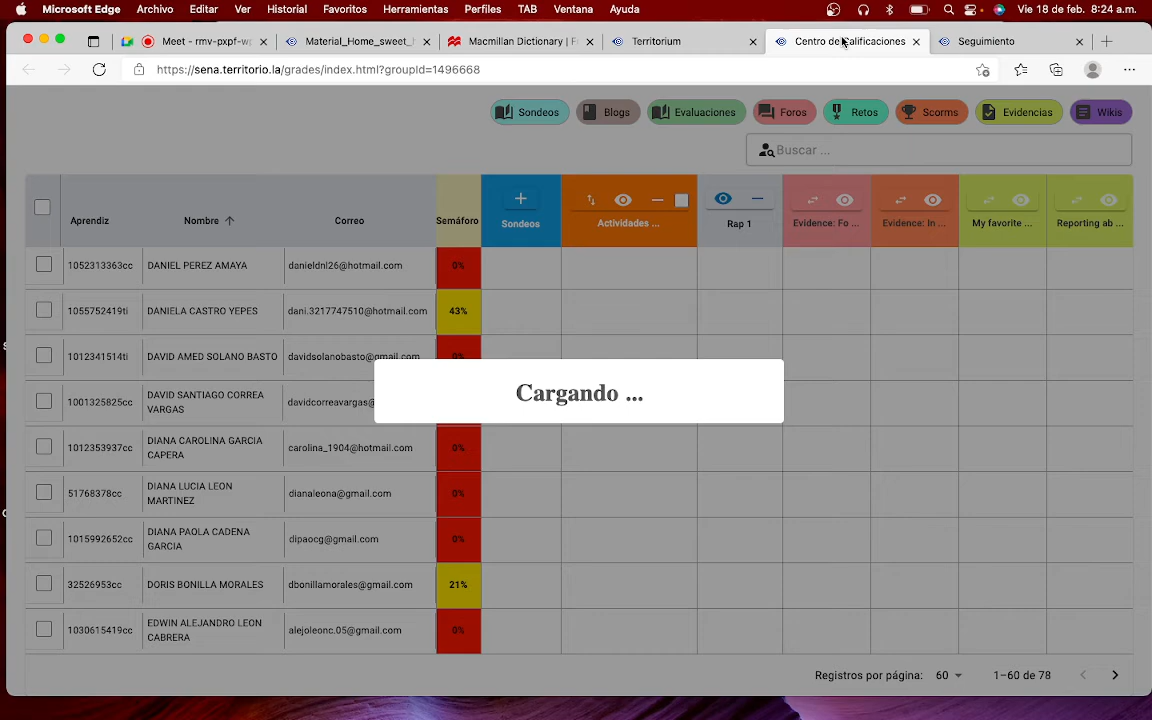 Microsoft Edge Archivo Editar Ver Historial Favoritos Herramientas Perfiles TAB Ventana Ayuda Vie 18 de feb. 8:24 a.m.
Meet - rmv-pxpf-w Material_Home_sweet_ Macmillan Dictionary | F Territorium Centro de Calificaciones Seguimiento
https://sena.territorio.la/grades/index.html?groupId=1496668
Sondeos Blogs Evaluaciones Foros Retos Scorms Evidencias Wikis
Buscar ...
Aprendiz Nombre Correo Semáforo Sondeos Actividades ... Rap 1 Evidence: Fo ... Evidence: In ... My favorite ... Reporting ab ...
1052313363cc DANIEL PEREZ AMAYA danieldnl26@hotmail.com 0%
1055752419ti DANIELA CASTRO YEPES dani.3217747510@hotmail.com 43%
1012341514ti DAVID AMED SOLANO BASTO davidsolanobasto@gmail.com 0%
1001325825cc DAVID SANTIAGO CORREA davidcorreavargas@
VARGAS
Cargando ...
1012353937cc DIANA CAROLINA GARCIA carolina_1904@hotmail.com 0%
CAPERA
51768378cc DIANA LUCIA LEON dianaleona@gmail.com 0%
MARTINEZ
1015992652cc DIANA PAOLA CADENA dipaocg@gmail.com 0%
GARCIA
32526953cc DORIS BONILLA MORALES dbonillamorales@gmail.com 21%
1030615419cc EDWIN ALEJANDRO LEON alejoleonc.05@gmail.com 0%
CABRERA
Registros por página: 60 1–60 de 78